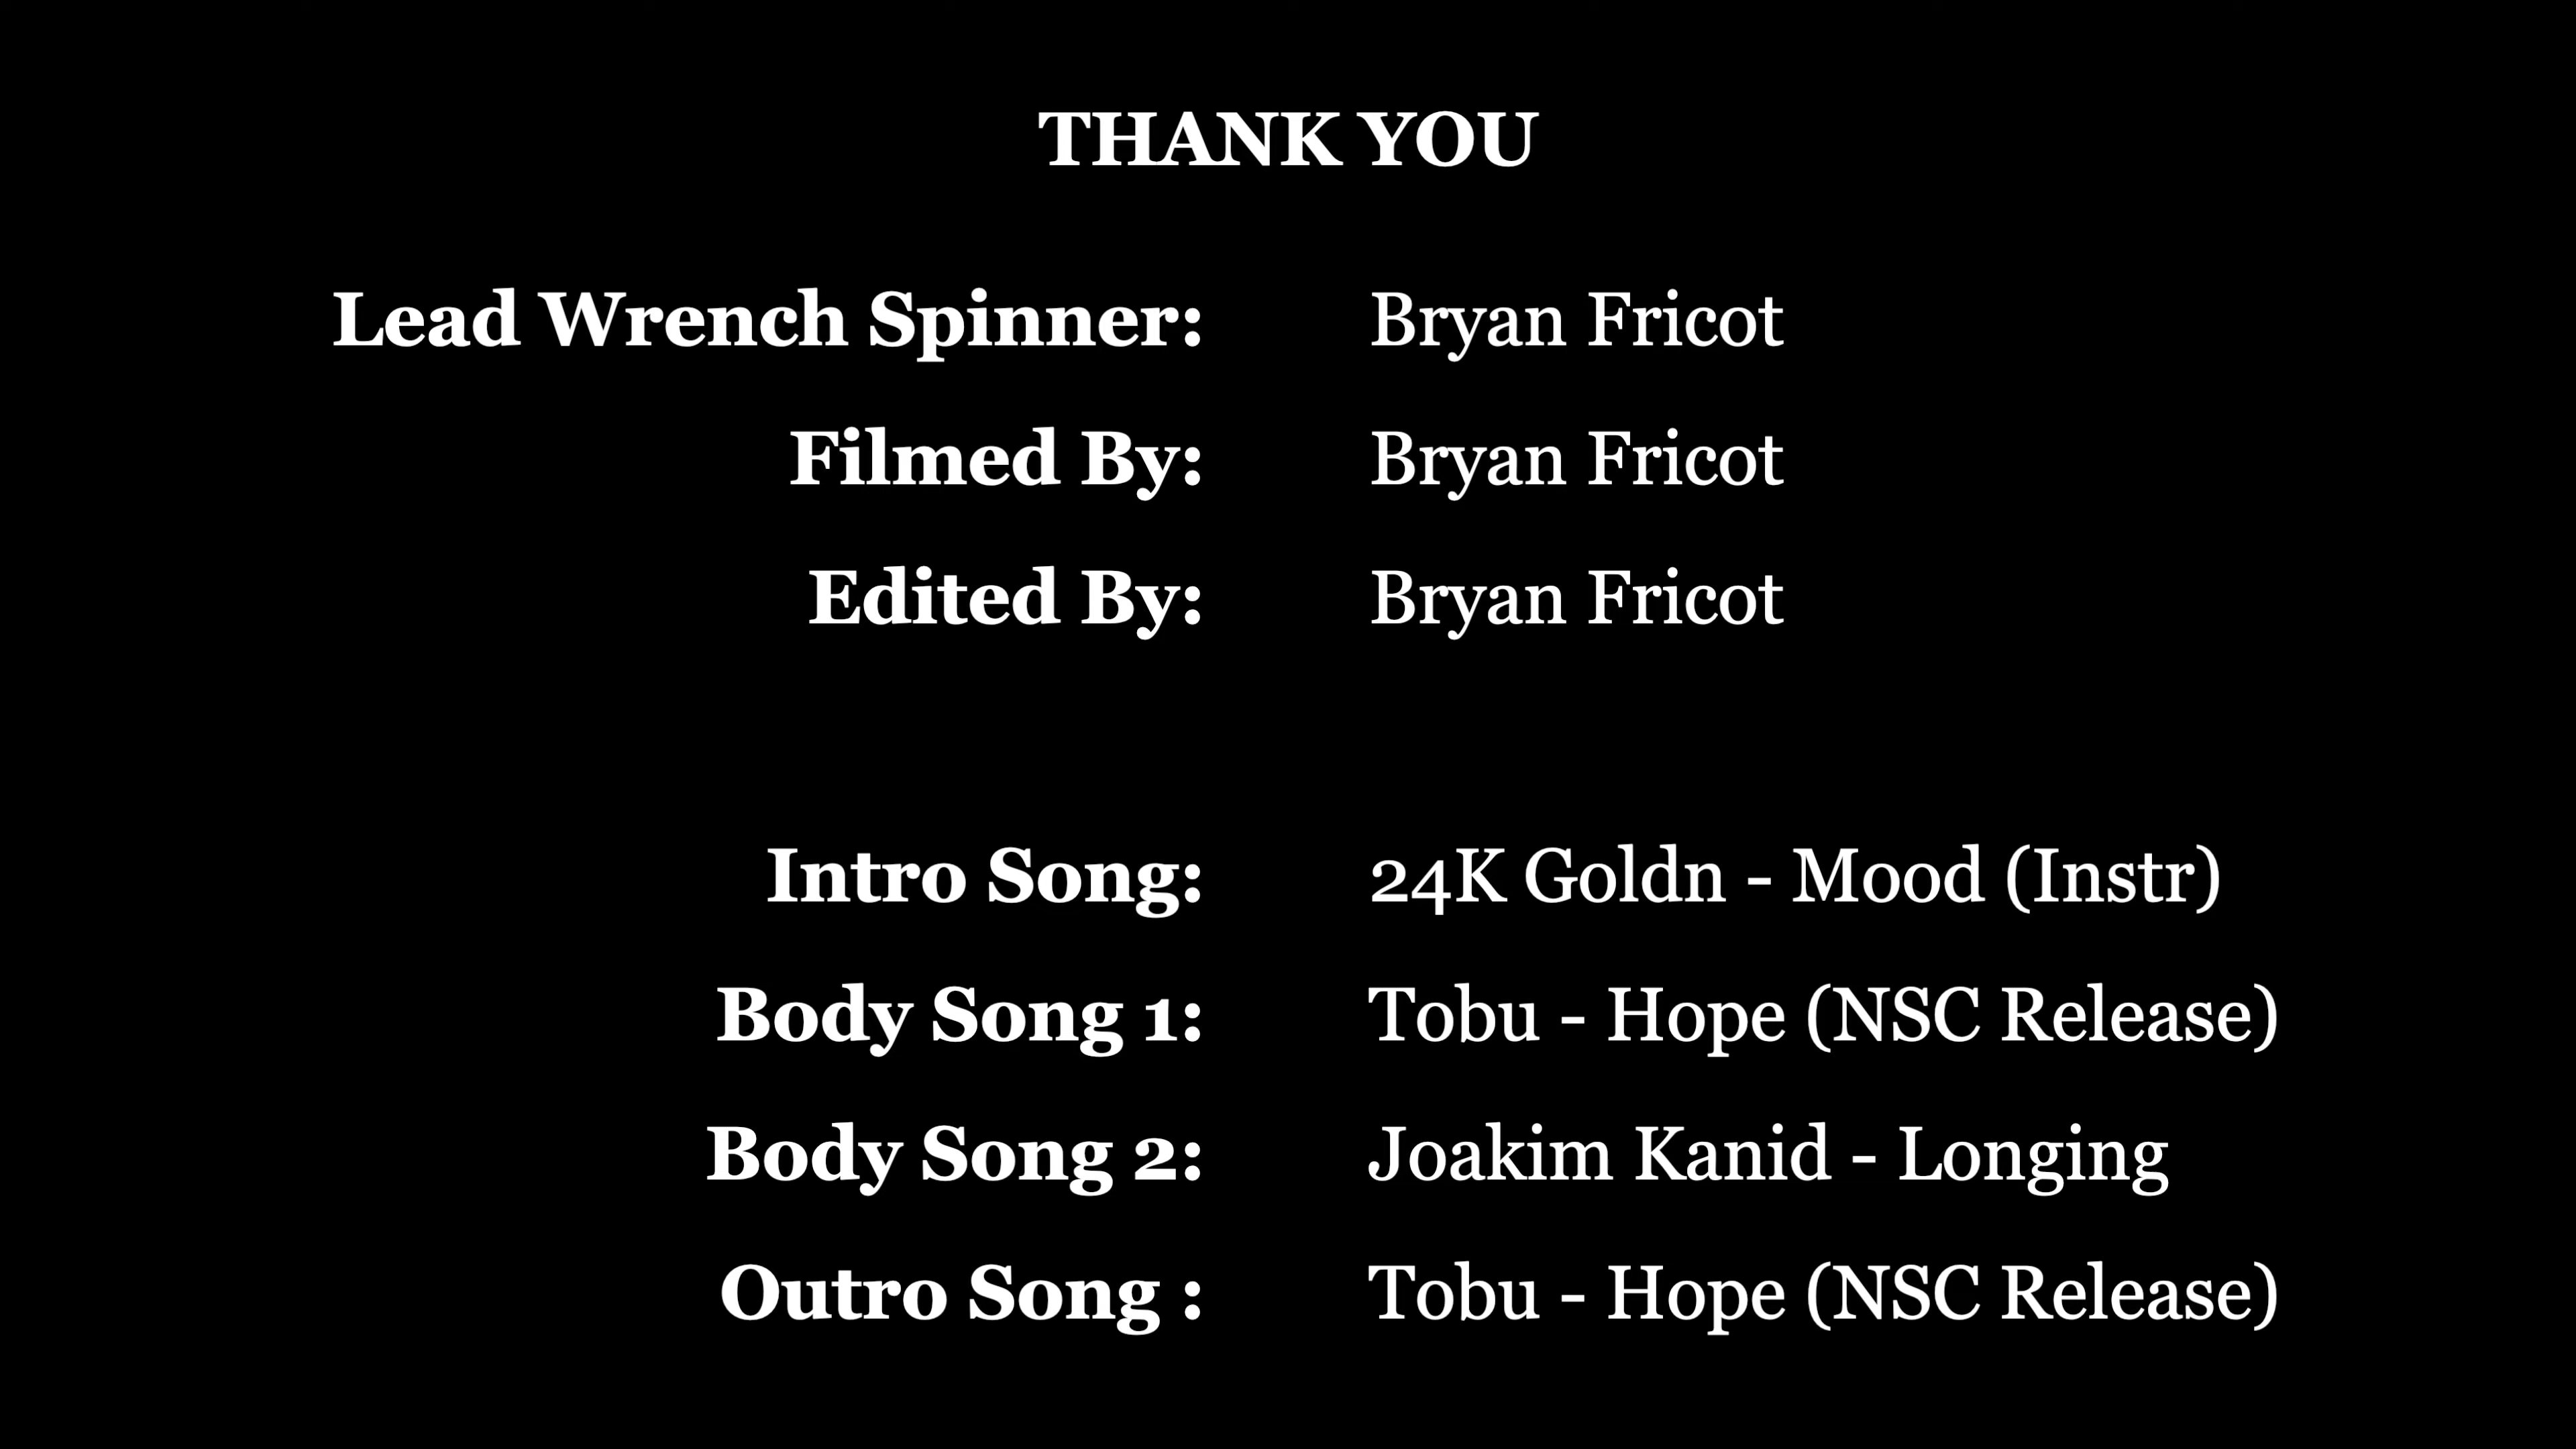 THANK YOU
Lead Wrench Spinner: Bryan Fricot
Filmed By: Bryan Fricot
Edited By: Bryan Fricot
Intro Song: 24K Goldn - Mood (Instr)
Body Song 1: Tobu - Hope (NSC Release)
Body Song 2: Joakim Kanid - Longing
Outro Song : Tobu - Hope (NSC Release)